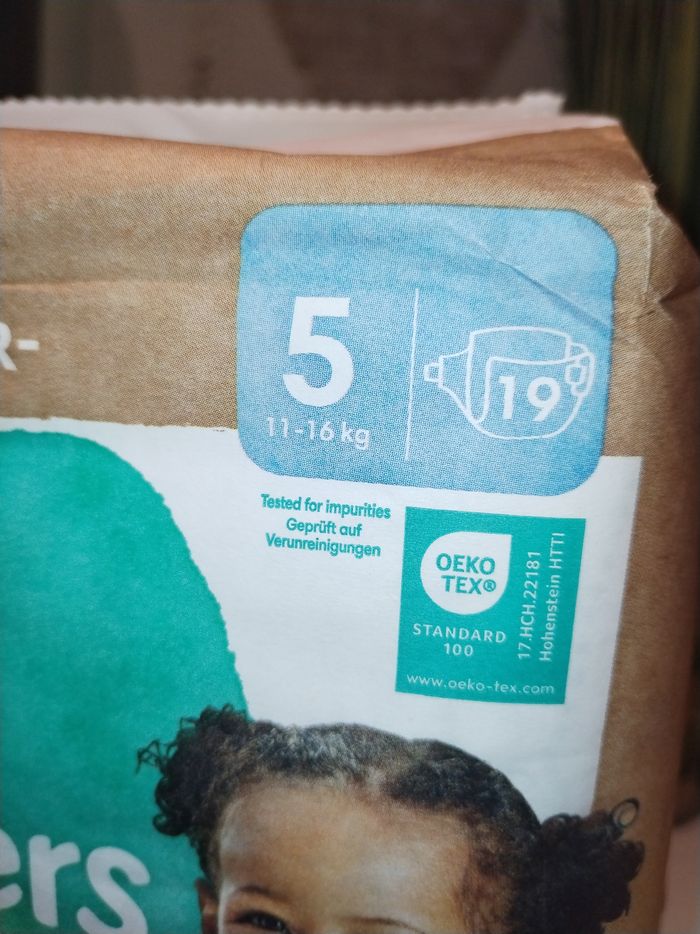 R-
5
11-16 kg
19
Tested for impurities
Geprüft auf
Verunreinigungen
OEKO
TEX®
STANDARD
100
17.HCH.22181
Hohenstein HTTI
www.oeko-tex.com
ers